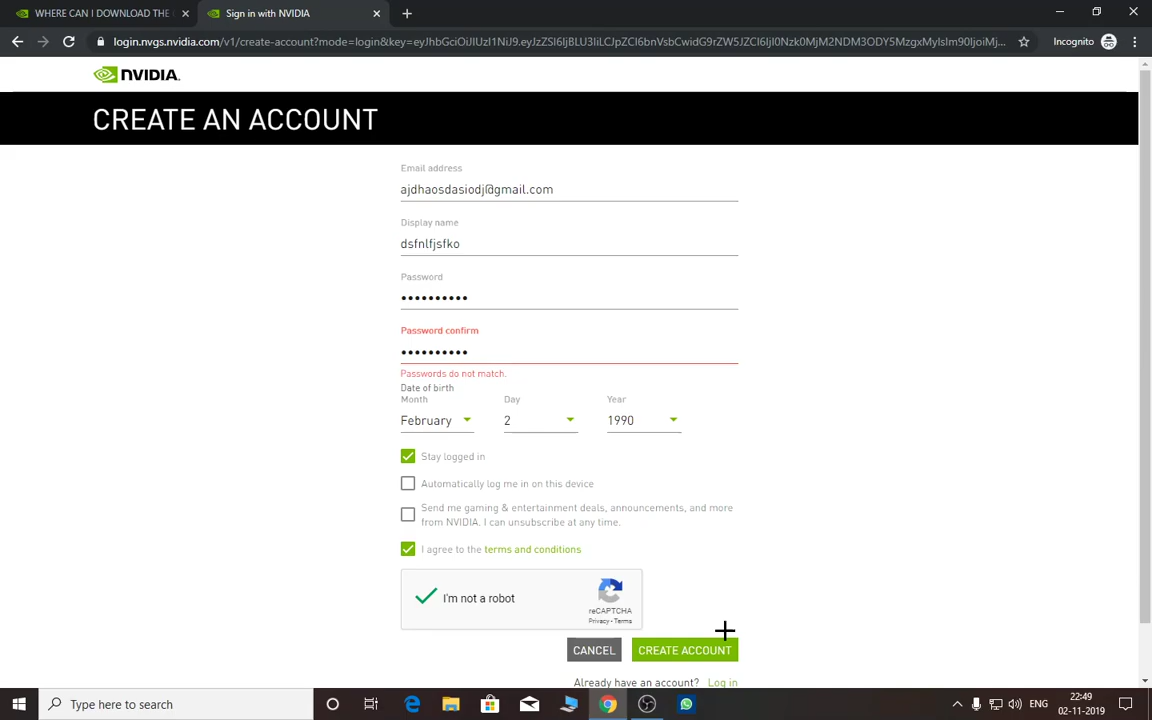 WHERE CAN I DOWNLOAD THE
Sign in with NVIDIA
Incognito
NVIDIA.
CREATE AN ACCOUNT
Email address
ajdhaosdasiodj@gmail.com
Display name
dsfnlfjsfko
Password
Password confirm
Passwords do not match.
Date of birth
Month Day Year
February 2 1990
Stay logged in
Automatically log me in on this device
Send me gaming & entertainment deals, announcements, and more
from NVIDIA. I can unsubscribe at any time.
I agree to the terms and conditions
I'm not a robot
reCAPTCHA
Privacy - Terms
CANCEL CREATE ACCOUNT
Already have an account? Log in
Type here to search
ENG
22:49
02-11-2019